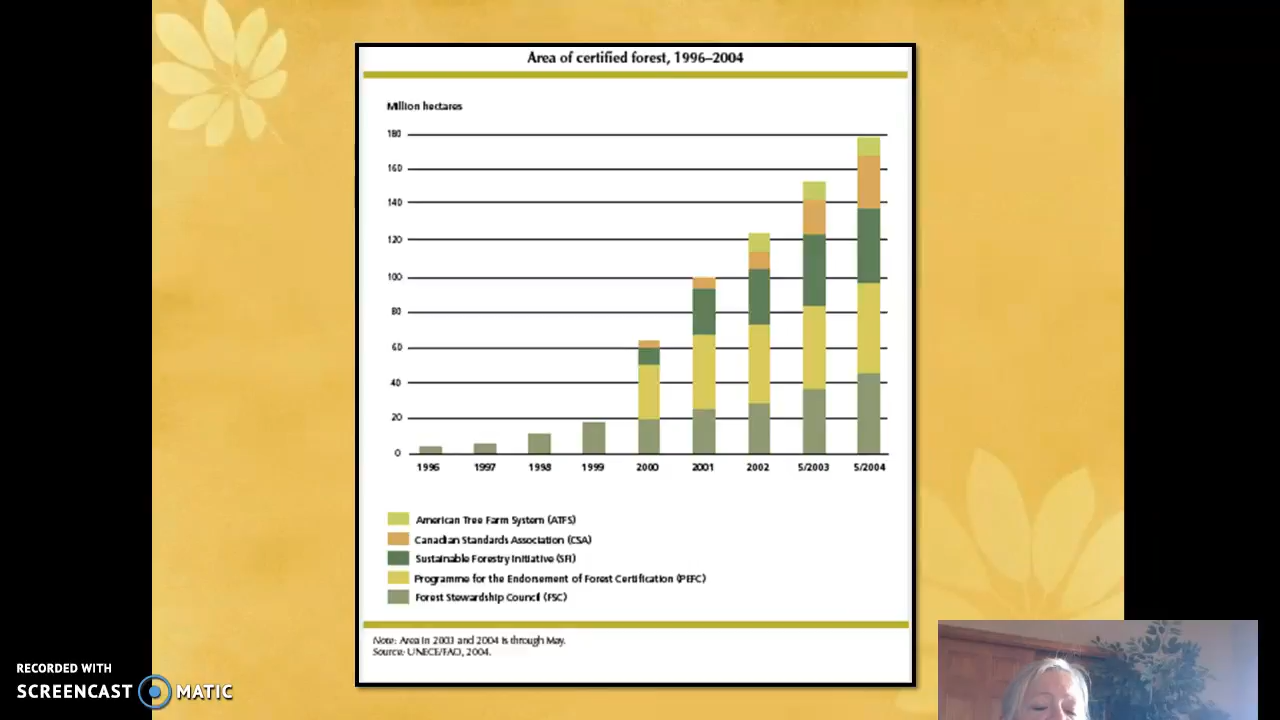 Area of certified forest, 1996–2004
Million hectares
180
160
140
120
100
80
60
40
20
0
1996 1997 1998 1999 2000 2001 2002 5/2003 5/2004
American Tree Farm System (ATFS)
Canadian Standards Association (CSA)
Sustainable Forestry Initiative (SFI)
Programme for the Endorsement of Forest Certification (PEFC)
Forest Stewardship Council (FSC)
Note: Area in 2003 and 2004 is through May.
Source: UNECE/FAO, 2004.
RECORDED WITH
SCREENCAST MATIC